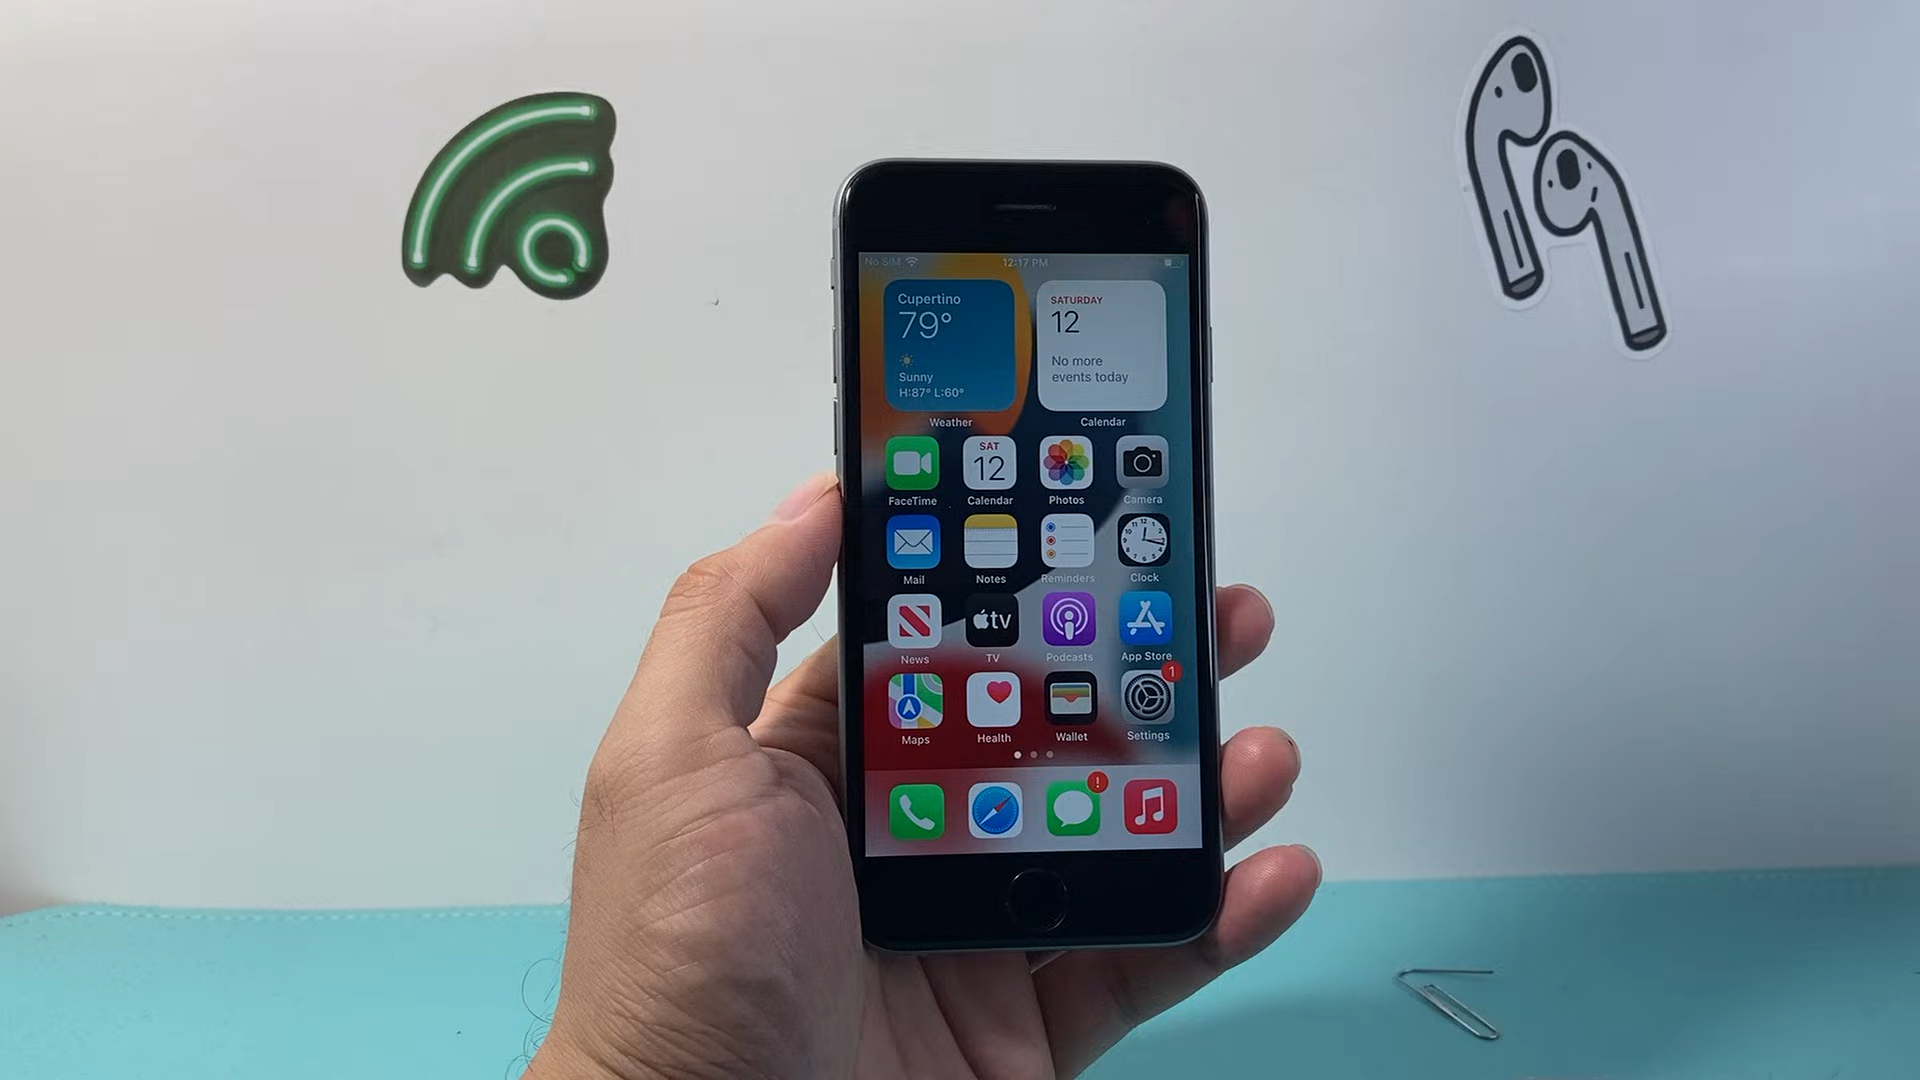 No SIM 12:17 PM
Cupertino
79°
Sunny
H:87° L:60°
Weather
SATURDAY
12
No more
events today
Calendar
FaceTime
SAT
12
Calendar
Photos
Camera
Mail
Notes
Reminders
Clock
News
tv
TV
Podcasts
App Store
Maps
Health
Wallet
1
Settings
!